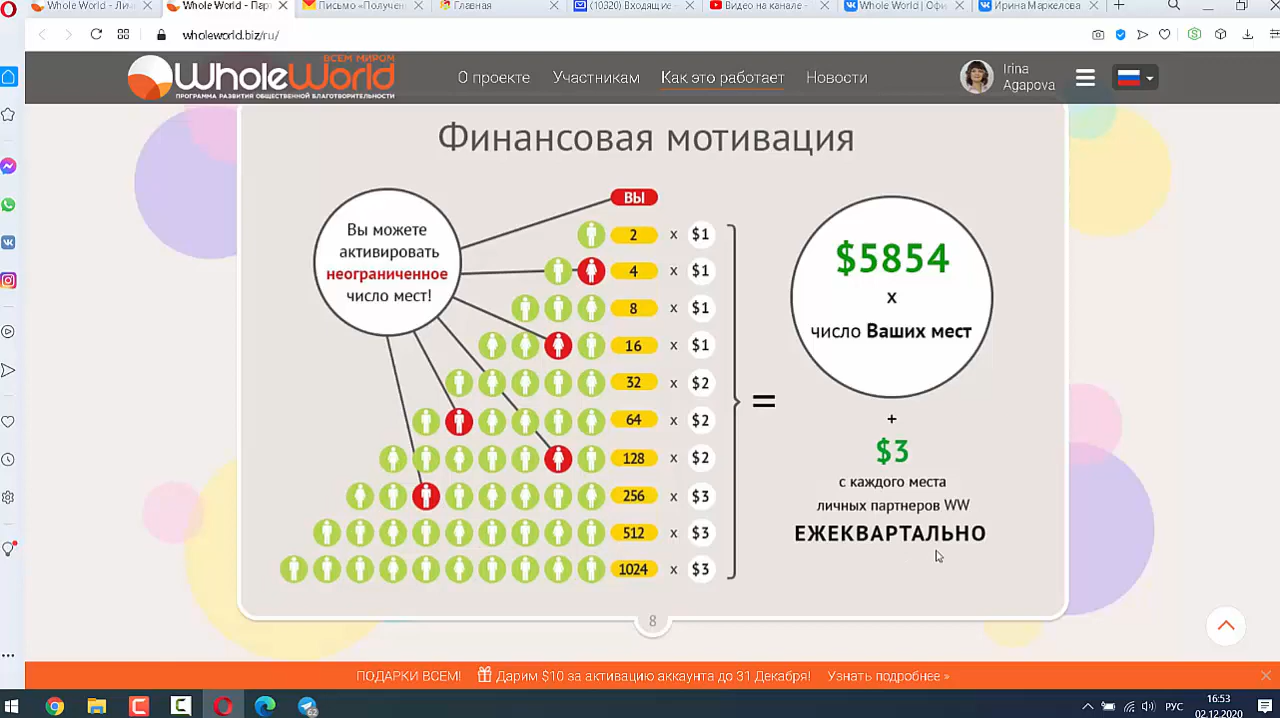 Whole World - Ли
Whole World - Пар
Письмо «Получен
Главная
(10320) Входящие -
Видео на канале -
Whole World | Офи
Ирина Маркелова
wholeworld.biz/ru/
ВСЕМ МИРОМ
WholeWorld
ПРОГРАММА РАЗВИТИЯ ОБЩЕСТВЕННОЙ БЛАГОТВОРИТЕЛЬНОСТИ
О проекте
Участникам
Как это работает
Новости
Irina
Agapova
Финансовая мотивация
Вы можете
активировать
неограниченное
число мест!
ВЫ
2 x $1
4 x $1
8 x $1
16 x $1
32 x $2
64 x $2
128 x $2
256 x $3
512 x $3
1024 x $3
=
$5854
x
число Ваших мест
+
$3
с каждого места
личных партнеров WW
ЕЖЕКВАРТАЛЬНО
8
ПОДАРКИ ВСЕМ! Дарим $10 за активацию аккаунта до 31 Декабря! Узнать подробнее »
РУС
16:53
02.12.2020